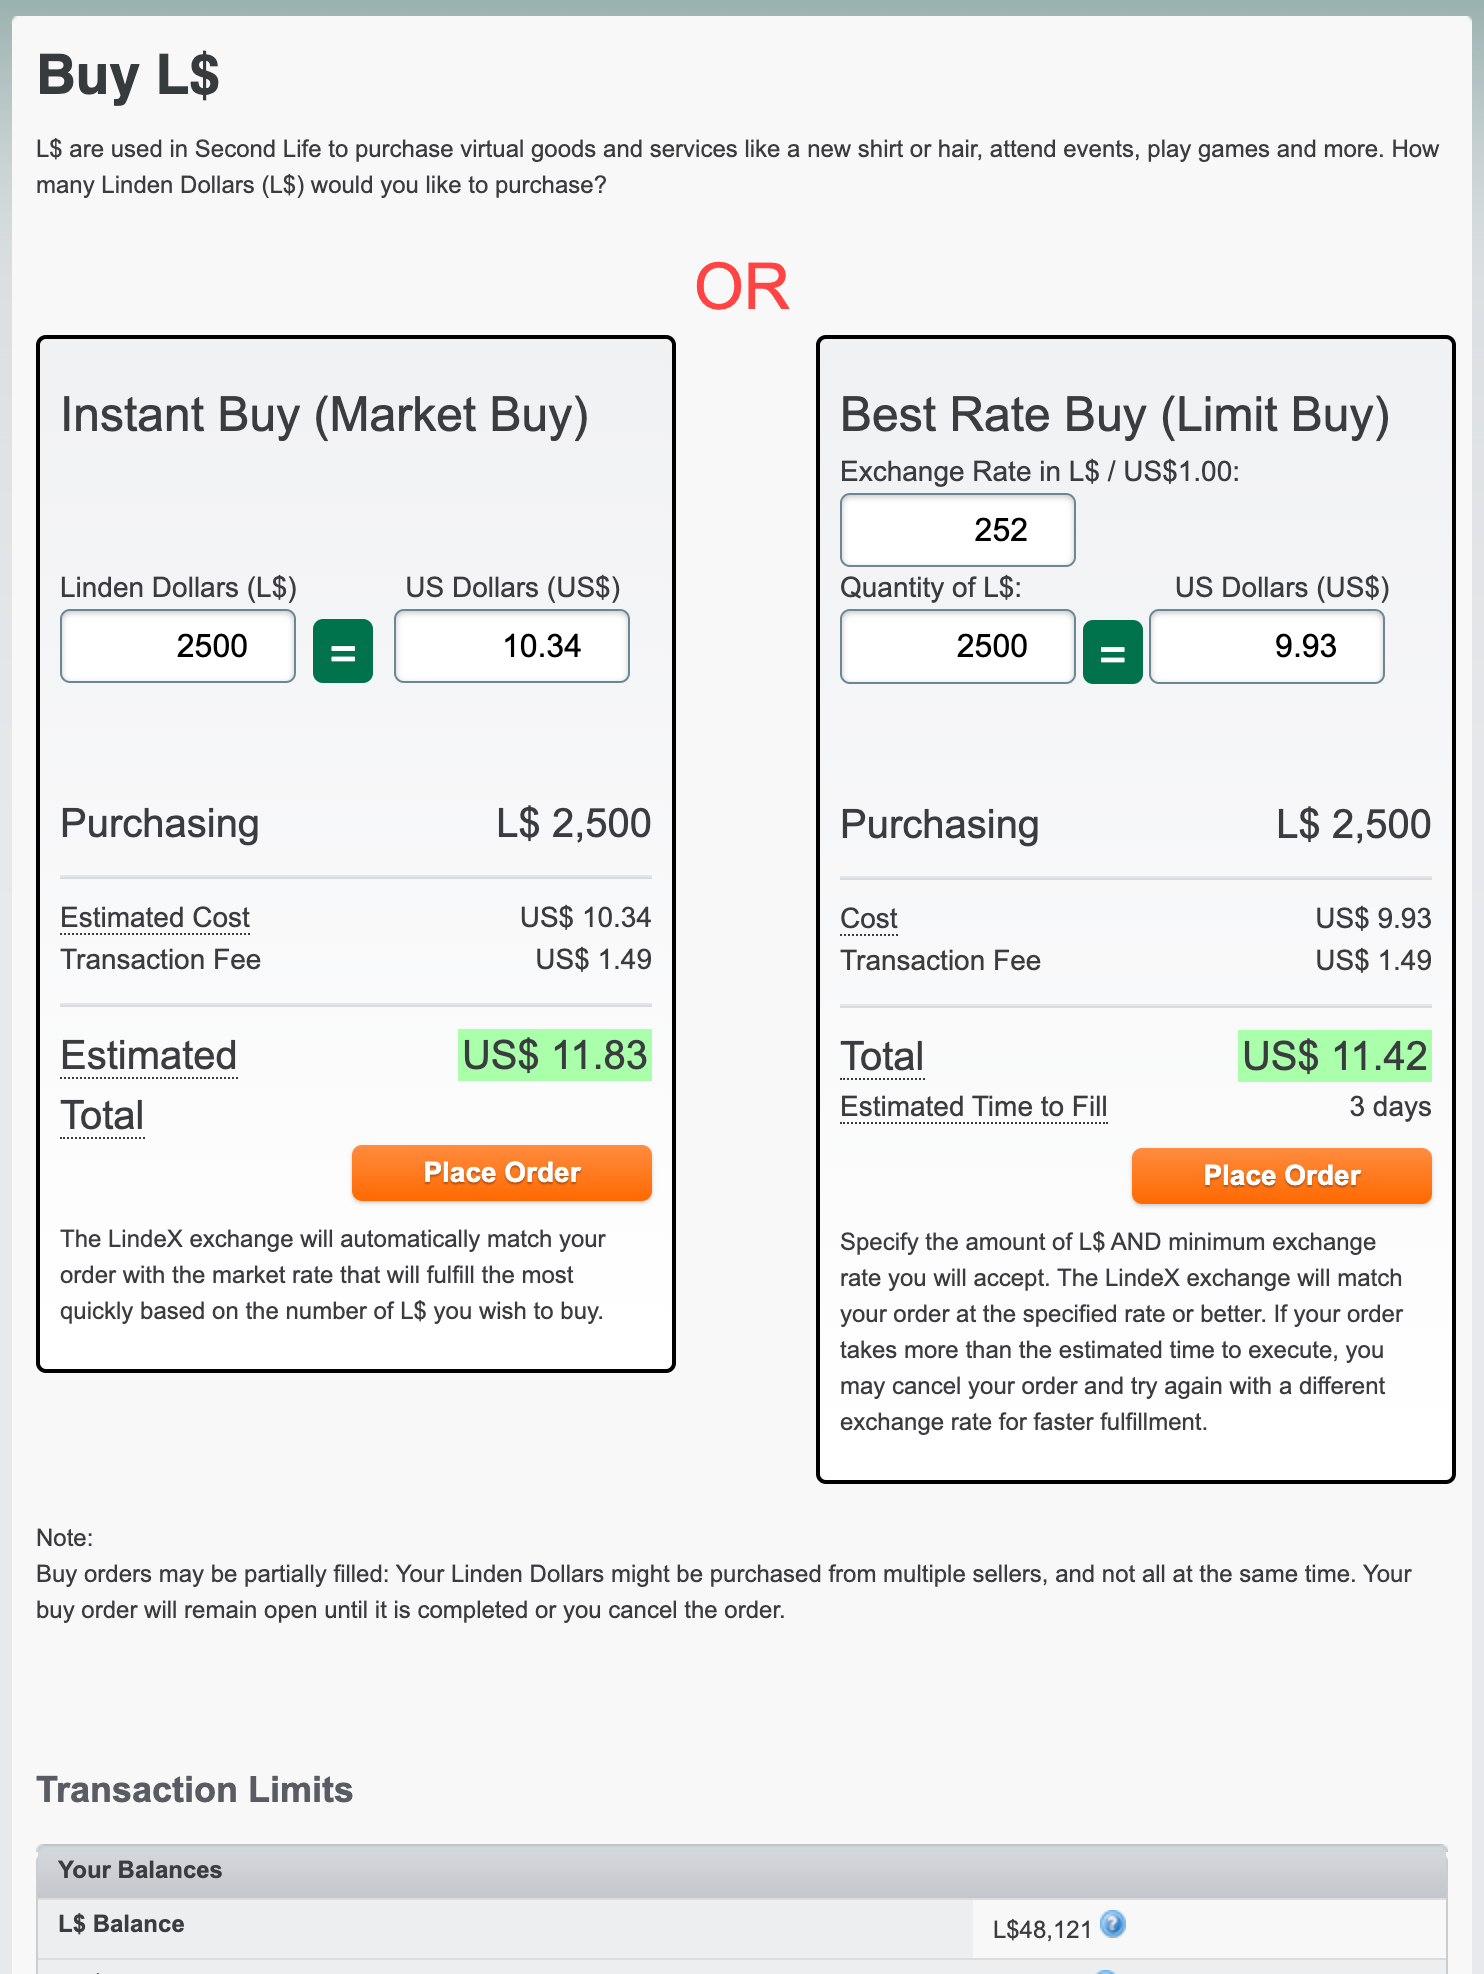 Buy L$
L$ are used in Second Life to purchase virtual goods and services like a new shirt or hair, attend events, play games and more. How
many Linden Dollars (L$) would you like to purchase?
OR
Instant Buy (Market Buy)
Linden Dollars (L$) US Dollars (US$)
2500 = 10.34
Purchasing L$ 2,500
Estimated Cost US$ 10.34
Transaction Fee US$ 1.49
Estimated US$ 11.83
Total
Place Order
The LindeX exchange will automatically match your
order with the market rate that will fulfill the most
quickly based on the number of L$ you wish to buy.
Best Rate Buy (Limit Buy)
Exchange Rate in L$ / US$1.00:
252
Quantity of L$: US Dollars (US$)
2500 = 9.93
Purchasing L$ 2,500
Cost US$ 9.93
Transaction Fee US$ 1.49
Total US$ 11.42
Estimated Time to Fill 3 days
Place Order
Specify the amount of L$ AND minimum exchange
rate you will accept. The LindeX exchange will match
your order at the specified rate or better. If your order
takes more than the estimated time to execute, you
may cancel your order and try again with a different
exchange rate for faster fulfillment.
Note:
Buy orders may be partially filled: Your Linden Dollars might be purchased from multiple sellers, and not all at the same time. Your
buy order will remain open until it is completed or you cancel the order.
Transaction Limits
Your Balances
L$ Balance L$48,121 ?